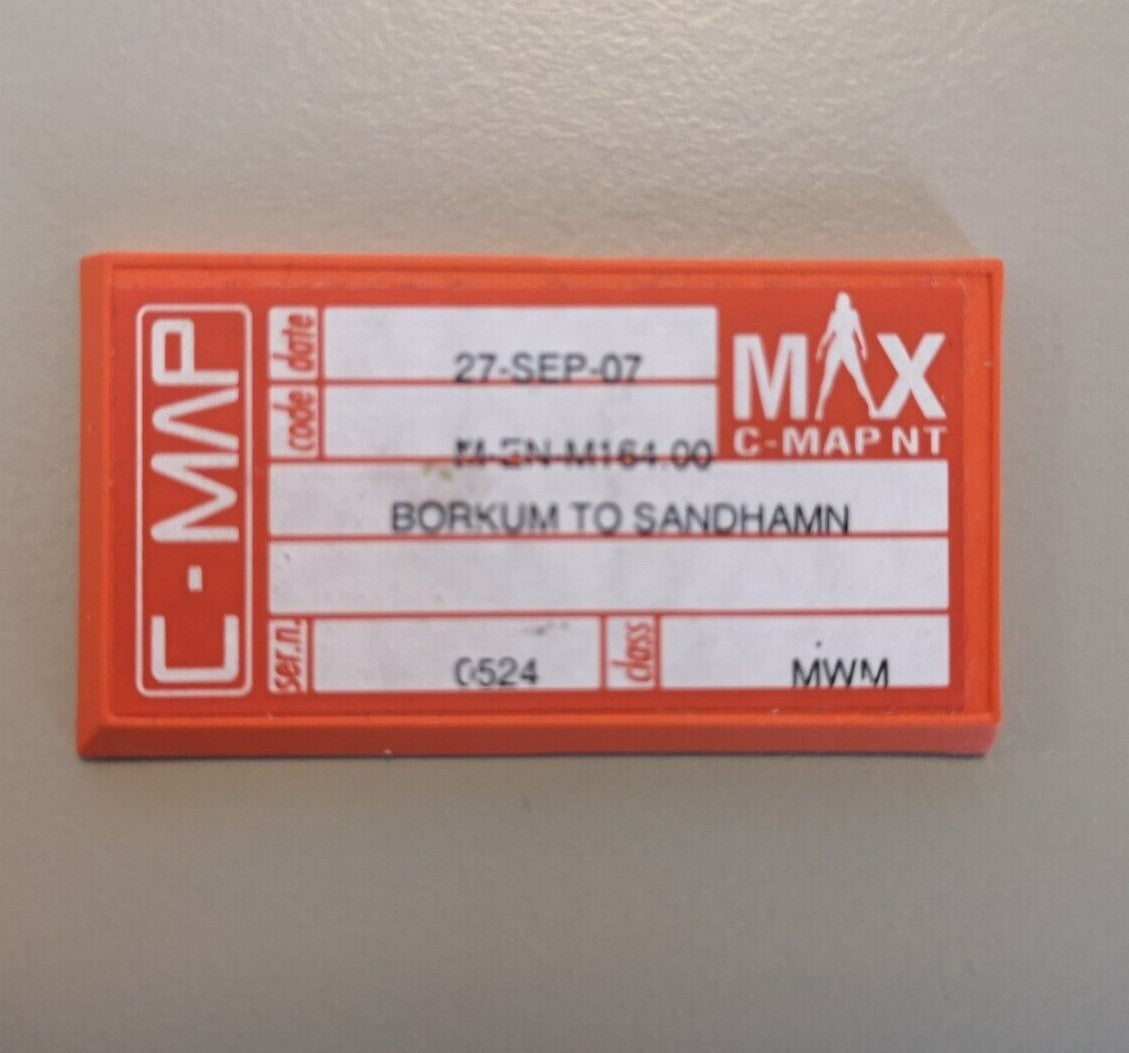 C-MAP
date 27-SEP-07
code M-EN-M164.00
MAX
C-MAP NT
BORKUM TO SANDHAMN
ser.n. 0524
class MWM